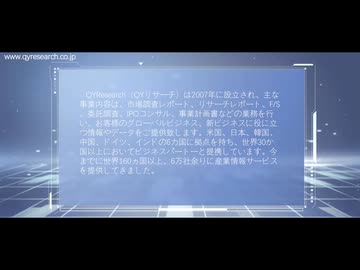 www.qyresearch.co.jp
QYResearch（QYリサーチ）は2007年に設立され、主な
事業内容は、市場調査レポート、リサーチレポート、F/S
、委託調査、IPOコンサル、事業計画書などの業務を行
い、お客様のグローバルビジネス、新ビジネスに役に立
つ情報やデータをご提供致します。米国、日本、韓国、
中国、ドイツ、インドの6カ国に拠点を持ち、世界30か
国以上においてビジネスパートーと提携しています。今
までに世界160ヵ国以上、6万社余りに産業情報サービス
を提供してきました。